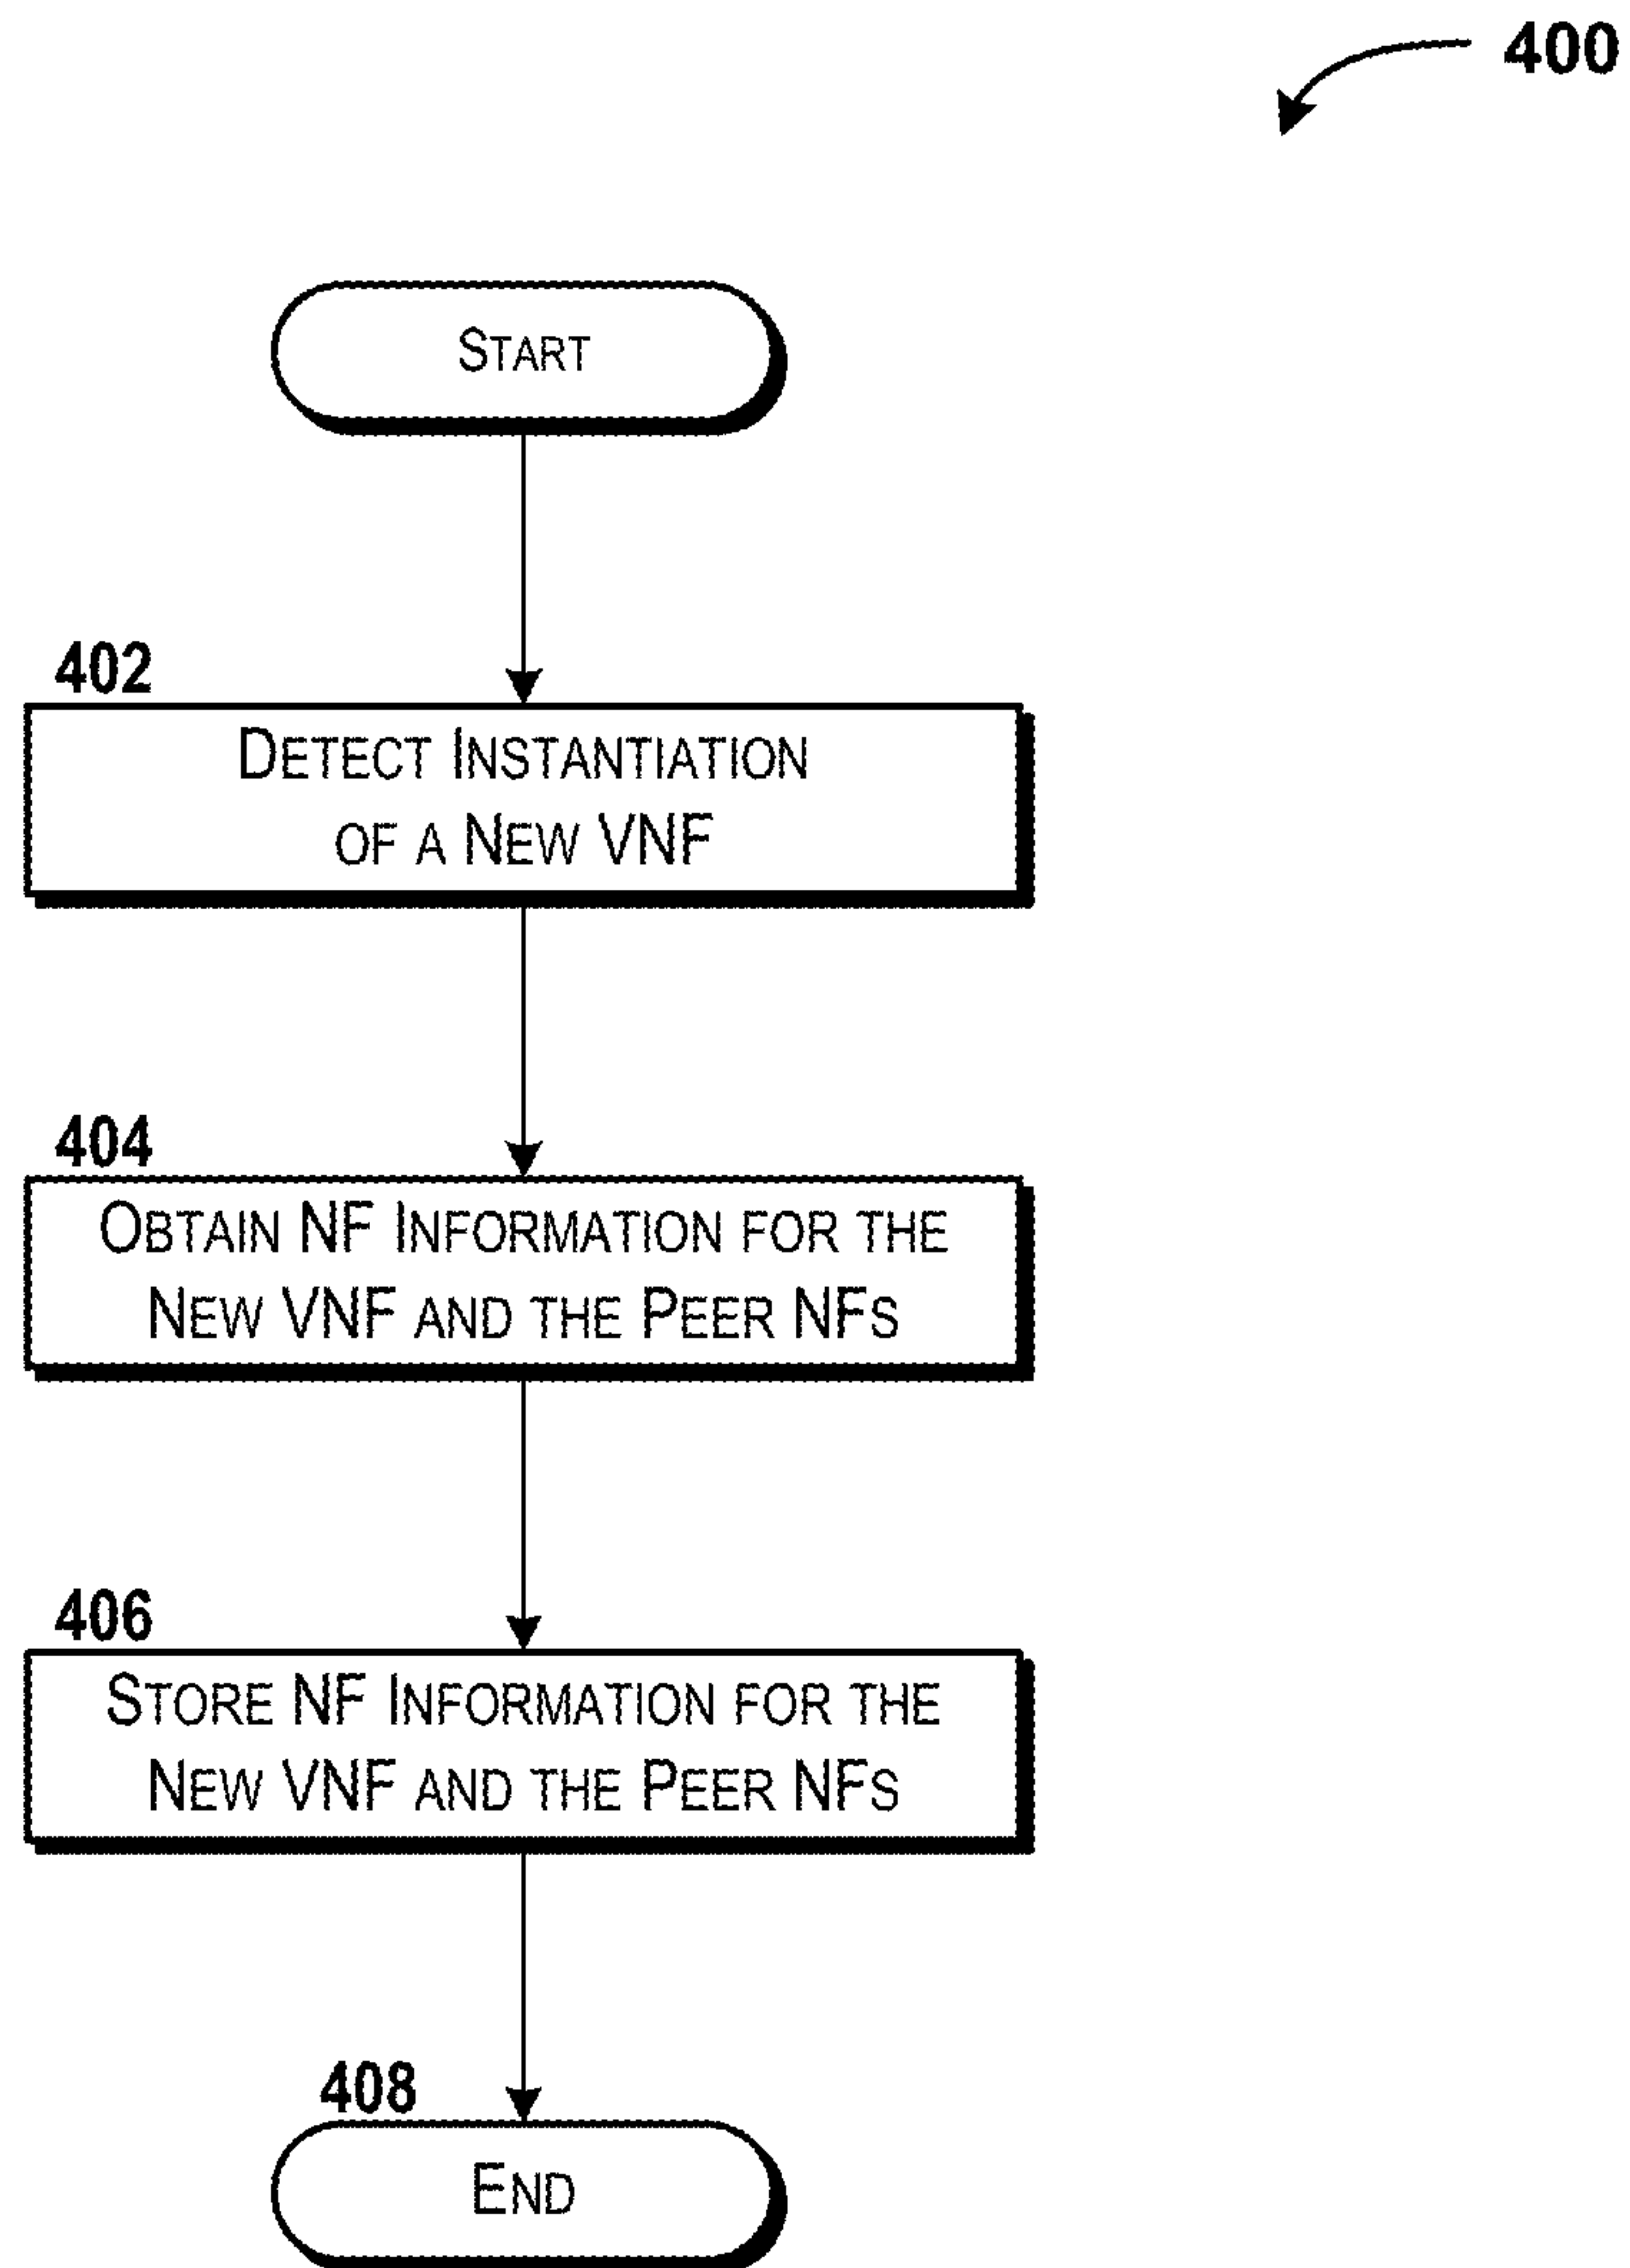 400
START
402
DETECT INSTANTIATION
OF A NEW VNF
404
OBTAIN NF INFORMATION FOR THE
NEW VNF AND THE PEER NFS
406
STORE NF INFORMATION FOR THE
NEW VNF AND THE PEER NFS
408
END